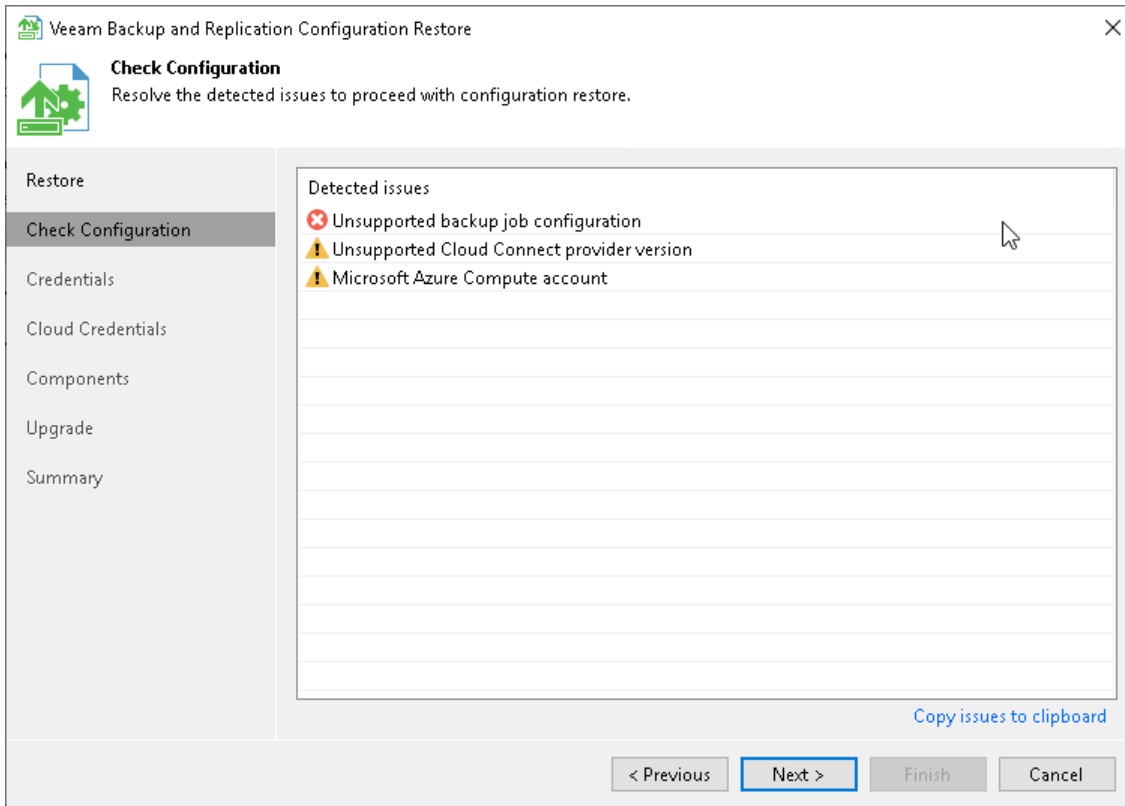 Veeam Backup and Replication Configuration Restore
Check Configuration
Resolve the detected issues to proceed with configuration restore.
Restore
Check Configuration
Credentials
Cloud Credentials
Components
Upgrade
Summary
Detected issues
Unsupported backup job configuration
Unsupported Cloud Connect provider version
Microsoft Azure Compute account
Copy issues to clipboard
< Previous
Next >
Finish
Cancel